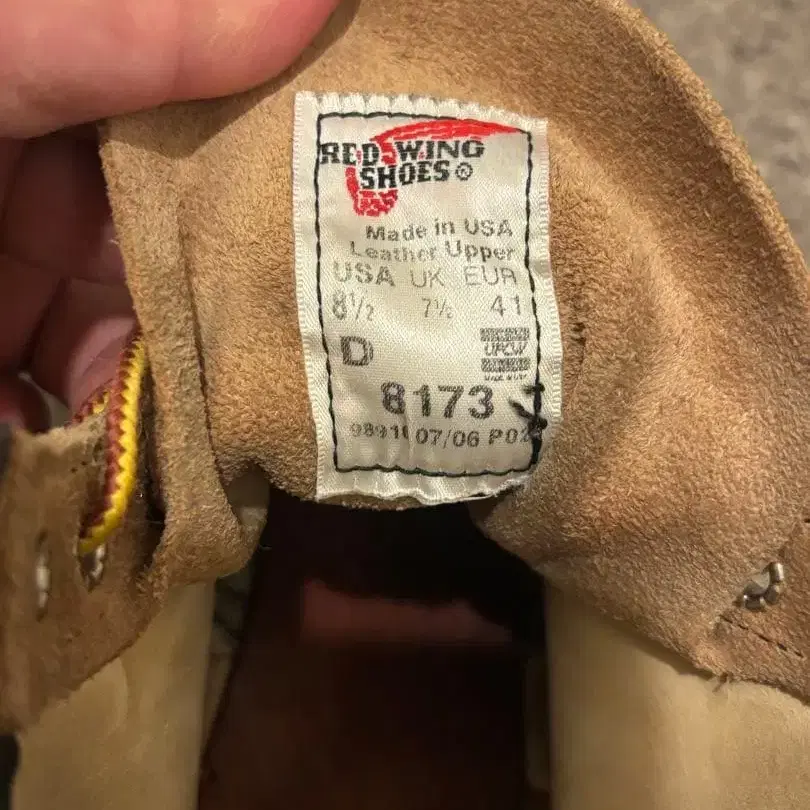 RED WING
SHOES®
Made in USA
Leather Upper
USA UK EUR
8½ 7½ 41
D
UFCW
8173
07/06